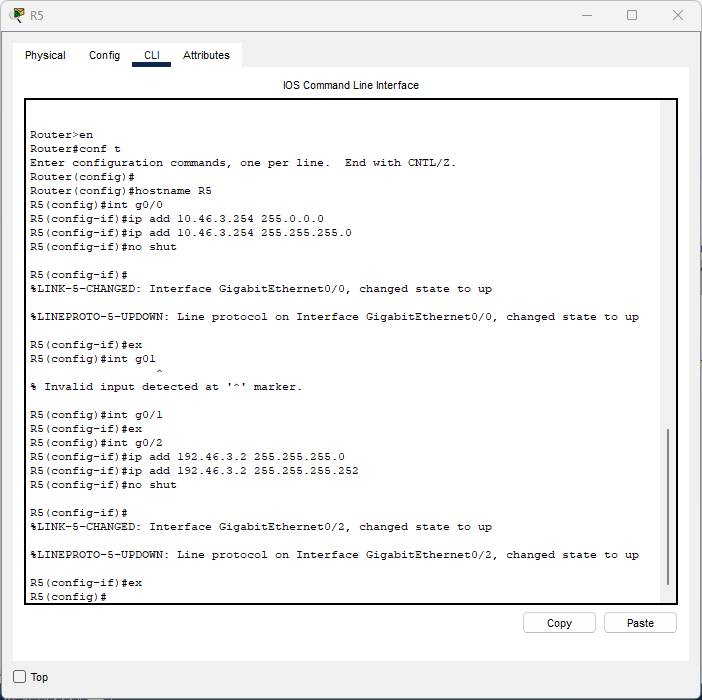 R5
Physical Config CLI Attributes
IOS Command Line Interface
Router>en
Router#conf t
Enter configuration commands, one per line.  End with CNTL/Z.
Router(config)#
Router(config)#hostname R5
R5(config)#int g0/0
R5(config-if)#ip add 10.46.3.254 255.0.0.0
R5(config-if)#ip add 10.46.3.254 255.255.255.0
R5(config-if)#no shut
R5(config-if)#
%LINK-5-CHANGED: Interface GigabitEthernet0/0, changed state to up
%LINEPROTO-5-UPDOWN: Line protocol on Interface GigabitEthernet0/0, changed state to up
R5(config-if)#ex
R5(config)#int g01
^
% Invalid input detected at '^' marker.
R5(config)#int g0/1
R5(config-if)#ex
R5(config)#int g0/2
R5(config-if)#ip add 192.46.3.2 255.255.255.0
R5(config-if)#ip add 192.46.3.2 255.255.255.252
R5(config-if)#no shut
R5(config-if)#
%LINK-5-CHANGED: Interface GigabitEthernet0/2, changed state to up
%LINEPROTO-5-UPDOWN: Line protocol on Interface GigabitEthernet0/2, changed state to up
R5(config-if)#ex
R5(config)#
Copy Paste
Top